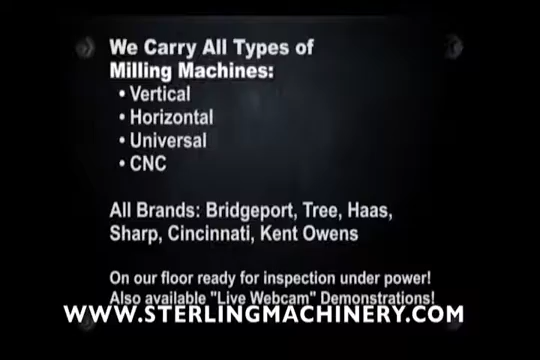 We Carry All Types of
Milling Machines:
• Vertical
• Horizontal
• Universal
• CNC
All Brands: Bridgeport, Tree, Haas,
Sharp, Cincinnati, Kent Owens
On our floor ready for inspection under power!
Also available "Live Webcam" Demonstrations!
WWW.STERLINGMACHINERY.COM